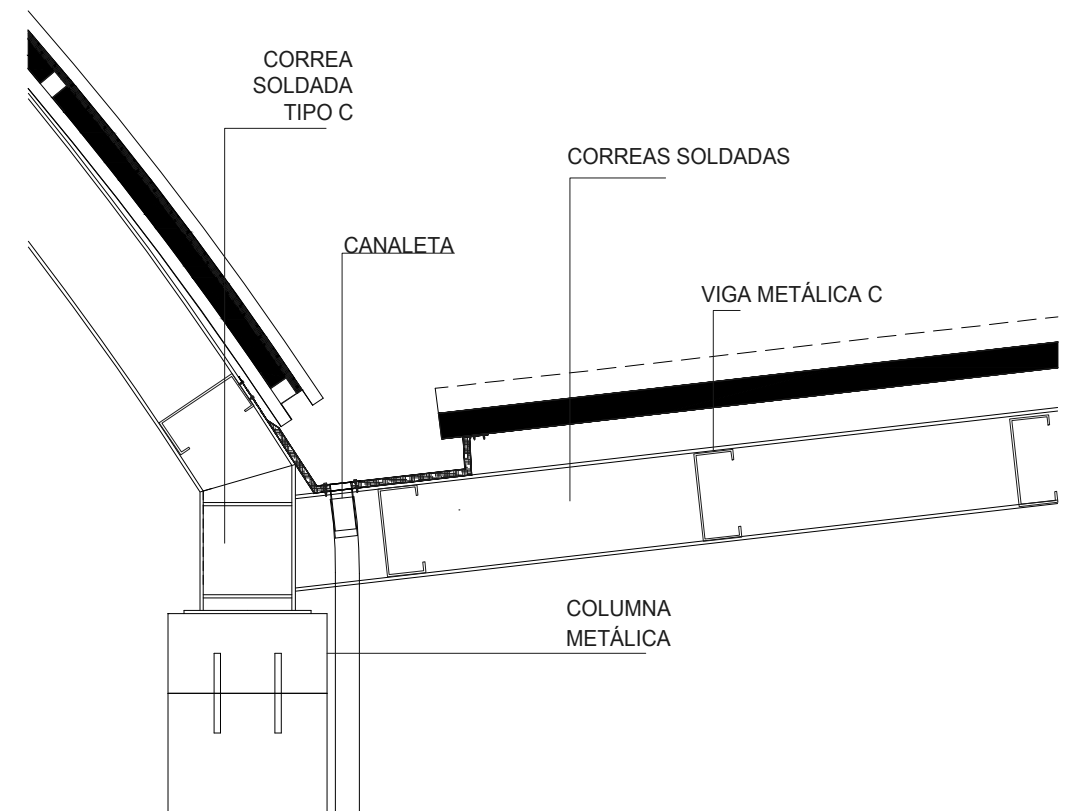 CORREA
SOLDADA
TIPO C
CORREAS SOLDADAS
CANALETA
VIGA METÁLICA C
COLUMNA
METÁLICA